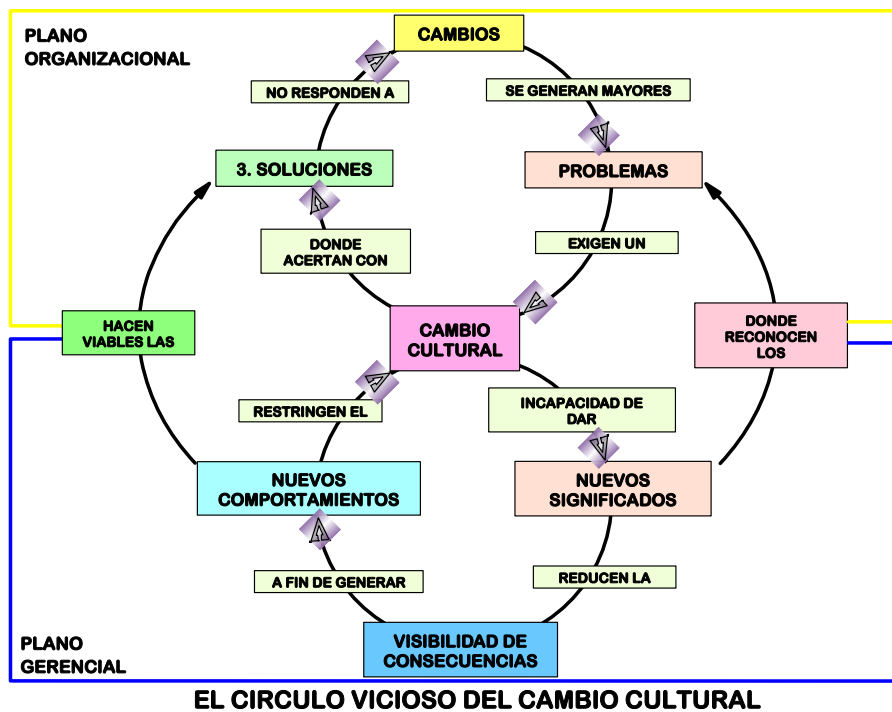 PLANO
ORGANIZACIONAL
CAMBIOS
NO RESPONDEN A
SE GENERAN MAYORES
3. SOLUCIONES
PROBLEMAS
DONDE
ACERTAN CON
EXIGEN UN
HACEN
VIABLES LAS
CAMBIO
CULTURAL
DONDE
RECONOCEN
LOS
RESTRINGEN EL
INCAPACIDAD DE
DAR
NUEVOS
COMPORTAMIENTOS
NUEVOS
SIGNIFICADOS
A FIN DE GENERAR
REDUCEN LA
VISIBILIDAD DE
CONSECUENCIAS
PLANO
GERENCIAL
EL CIRCULO VICIOSO DEL CAMBIO CULTURAL